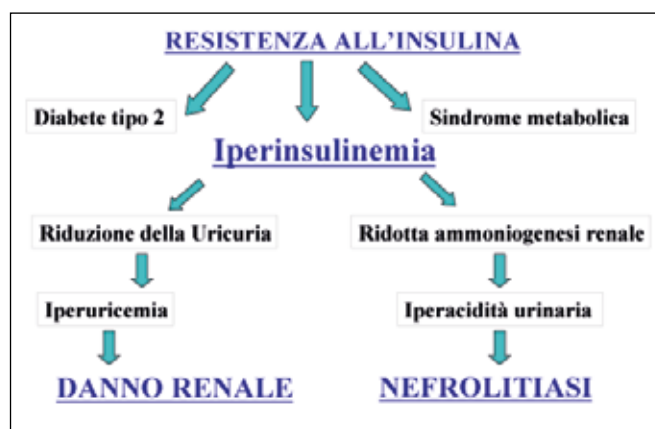 RESISTENZA ALL'INSULINA
Diabete tipo 2
Sindrome metabolica
Iperinsulinemia
Riduzione della Uricuria
Ridotta ammoniogenesi renale
Iperuricemia
Iperacidità urinaria
DANNO RENALE
NEFROLITIASI